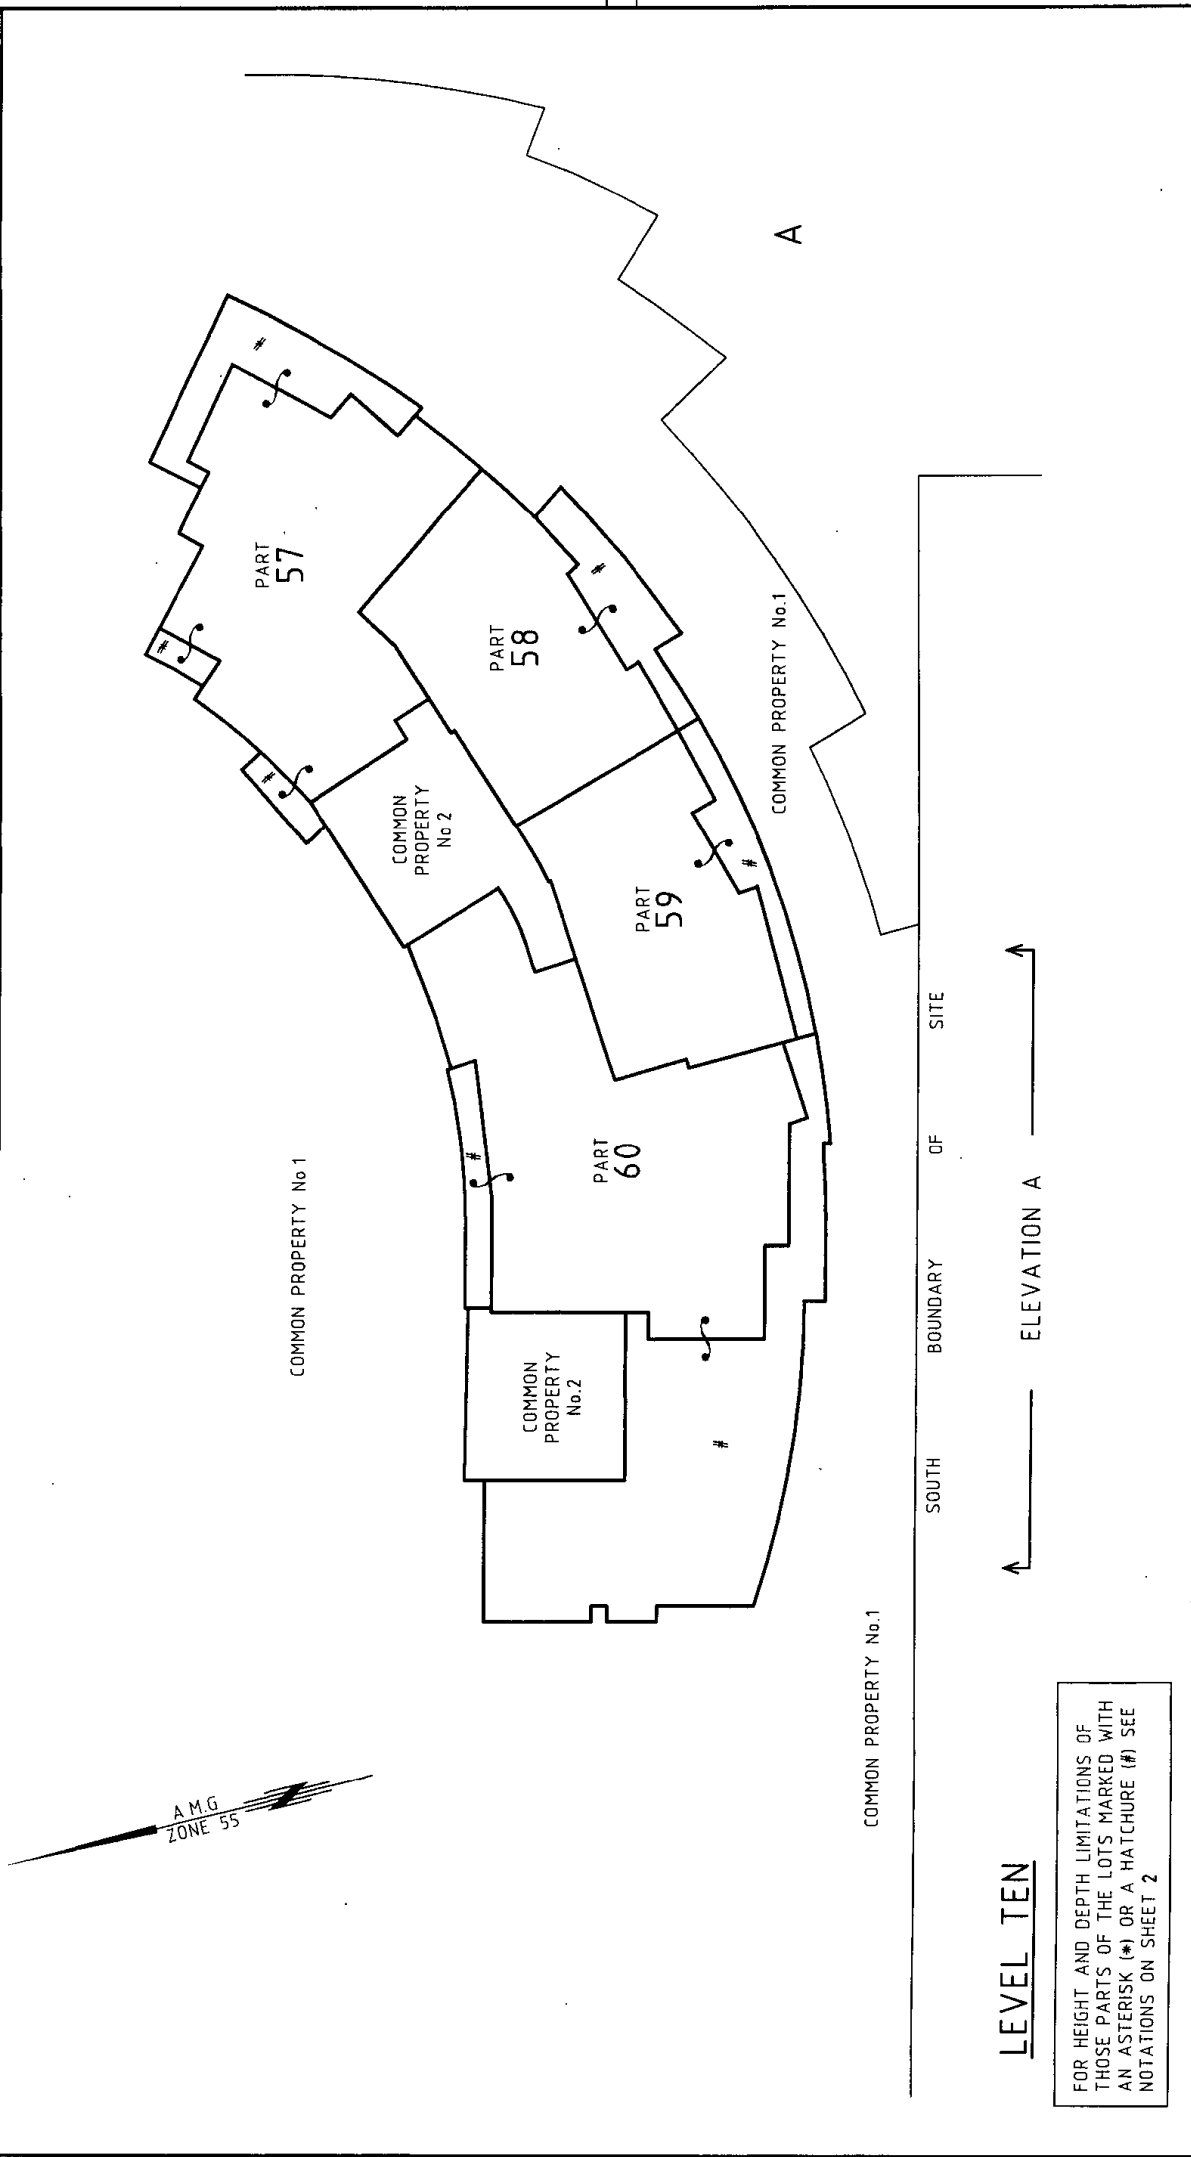 A
#
PART
57
#
#
PART
58
#
COMMON PROPERTY No.1
COMMON
PROPERTY
No 2
PART
59
#
SITE
COMMON PROPERTY No 1
#
PART
60
OF
BOUNDARY
SOUTH
ELEVATION A
COMMON
PROPERTY
No.2
#
COMMON PROPERTY No.1
A M.G
ZONE 55
N
LEVEL TEN
FOR HEIGHT AND DEPTH LIMITATIONS OF
THOSE PARTS OF THE LOTS MARKED WITH
AN ASTERISK (*) OR A HATCHURE (#) SEE
NOTATIONS ON SHEET 2